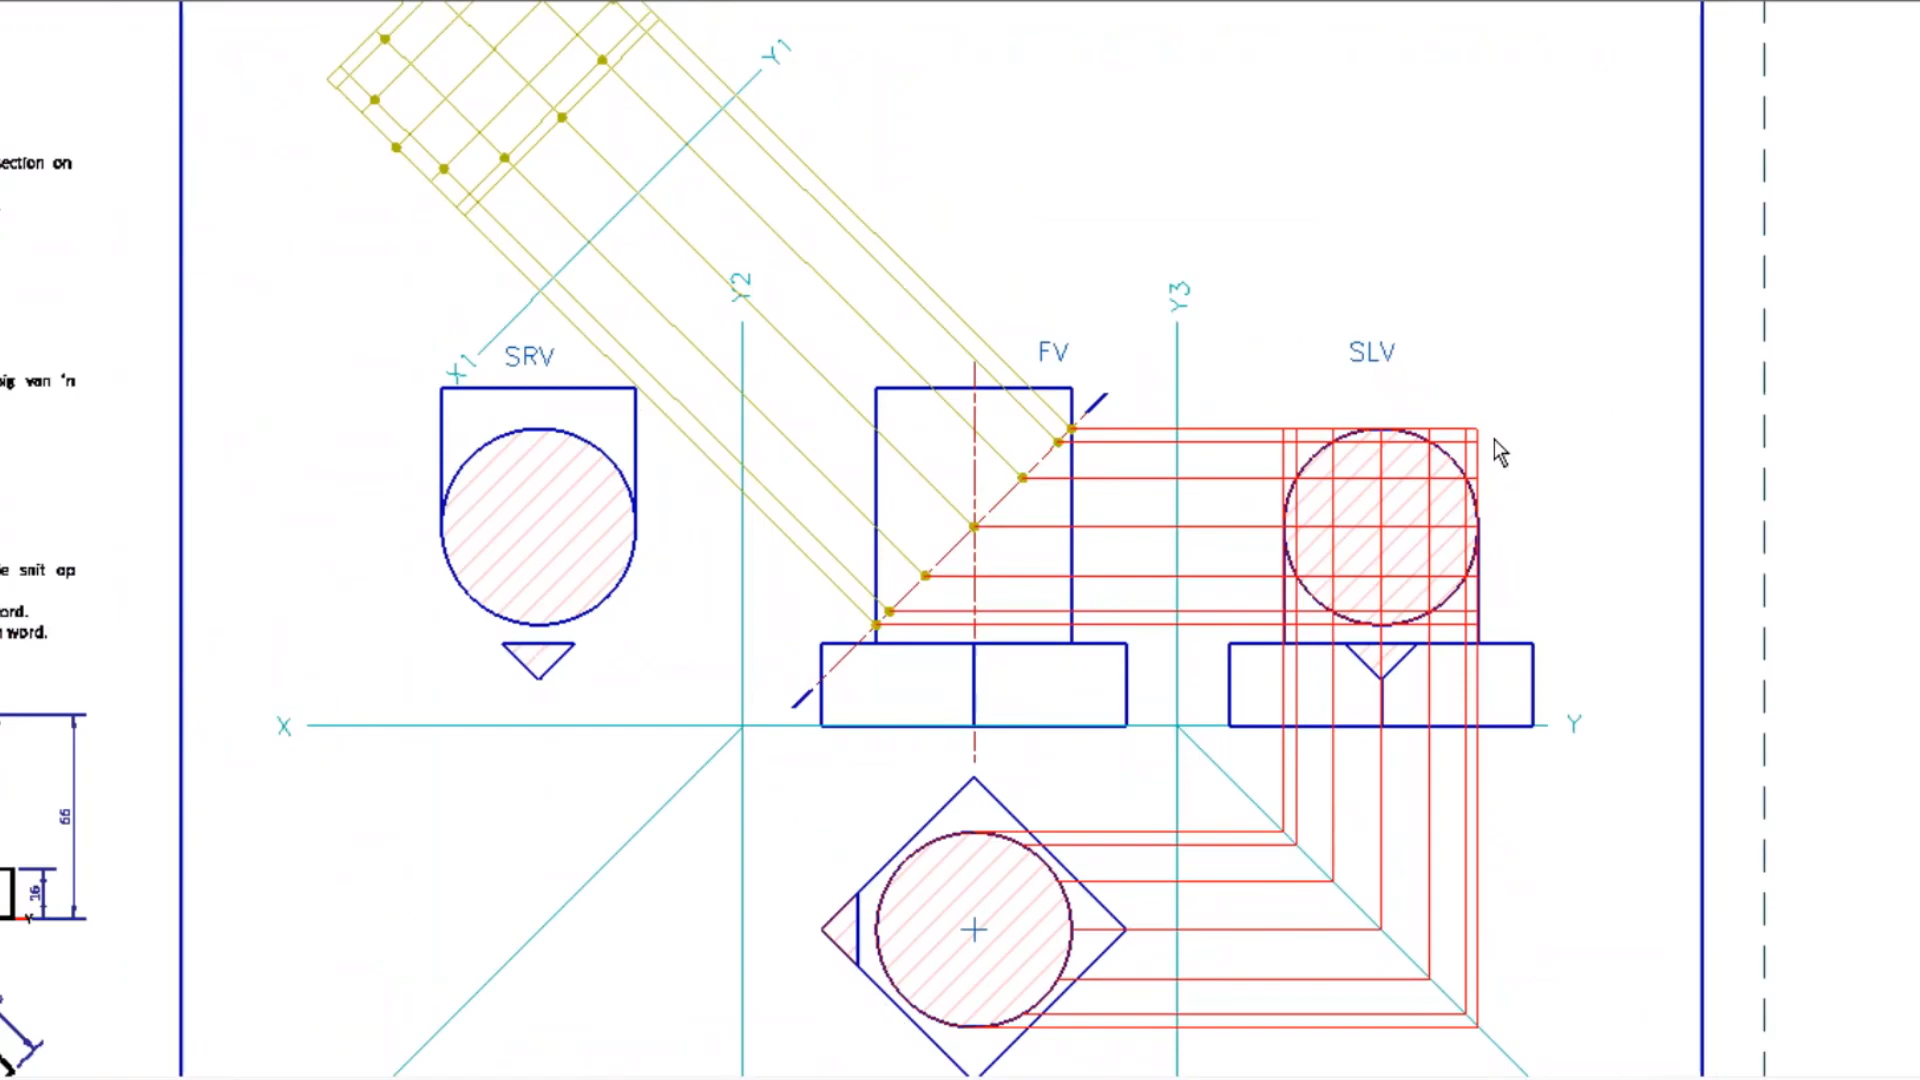 ection on
ig van 'n
e snit op
ord.
n word.
66
16
Y
Y1
X1
Y2
Y3
SRV
FV
SLV
X
Y